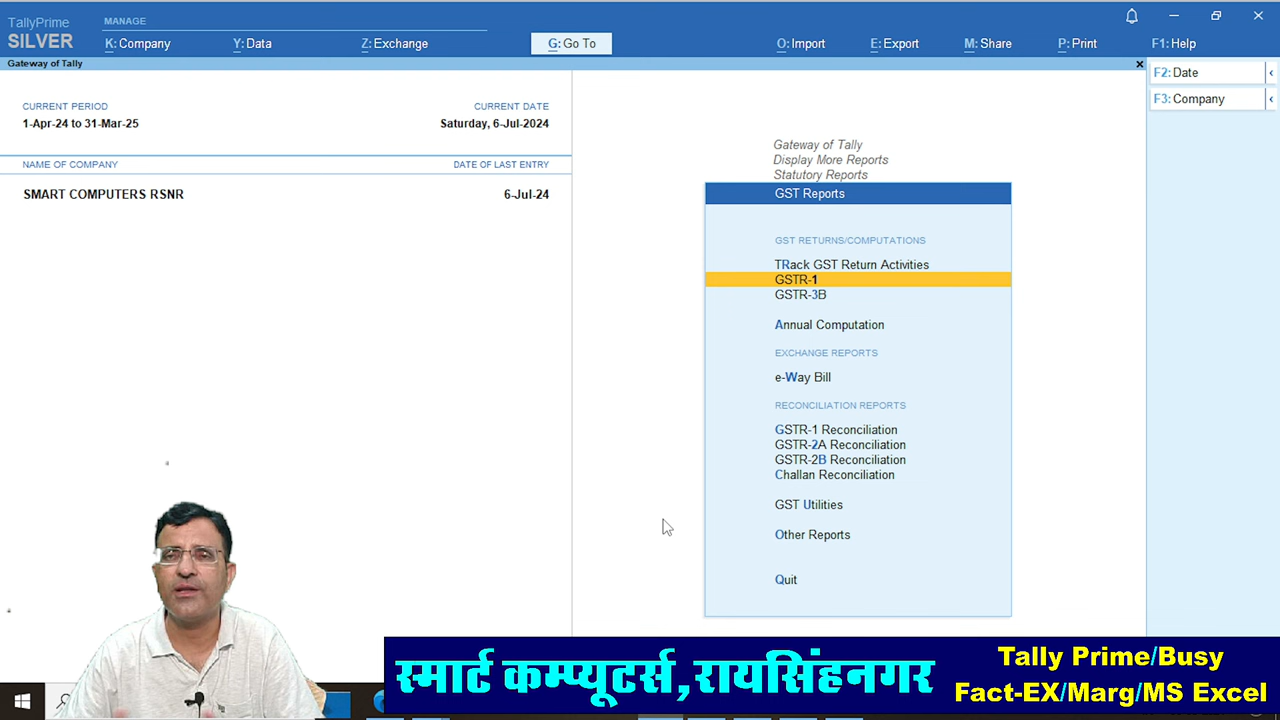 TallyPrime
SILVER
MANAGE
K: Company
Y: Data
Z: Exchange
G: Go To
O: Import
E: Export
M: Share
P: Print
F1: Help
Gateway of Tally
F2: Date
F3: Company
CURRENT PERIOD
CURRENT DATE
1-Apr-24 to 31-Mar-25
Saturday, 6-Jul-2024
NAME OF COMPANY
DATE OF LAST ENTRY
SMART COMPUTERS RSNR
6-Jul-24
Gateway of Tally
Display More Reports
Statutory Reports
GST Reports
GST RETURNS/COMPUTATIONS
TRack GST Return Activities
GSTR-1
GSTR-3B
Annual Computation
EXCHANGE REPORTS
e-Way Bill
RECONCILIATION REPORTS
GSTR-1 Reconciliation
GSTR-2A Reconciliation
GSTR-2B Reconciliation
Challan Reconciliation
GST Utilities
Other Reports
Quit
स्मार्ट कम्प्यूटर्स,रायसिंहनगर
Tally Prime/Busy
Fact-EX/Marg/MS Excel